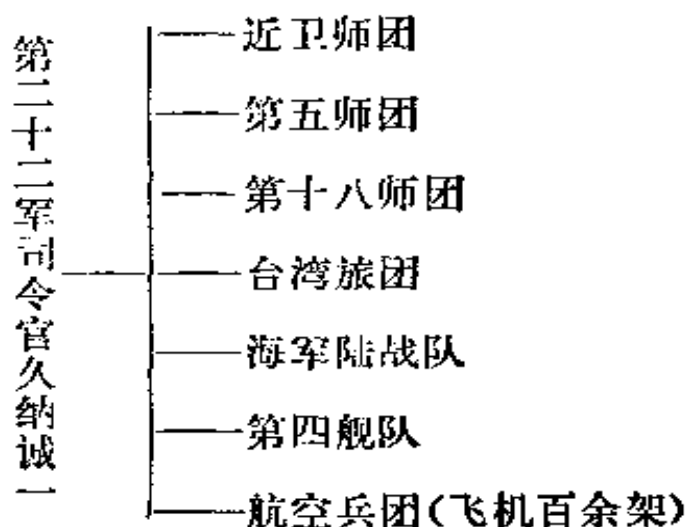 第二十二军司令官久纳诚一
近卫师团
第五师团
第十八师团
台湾旅团
海军陆战队
第四舰队
航空兵团(飞机百余架)